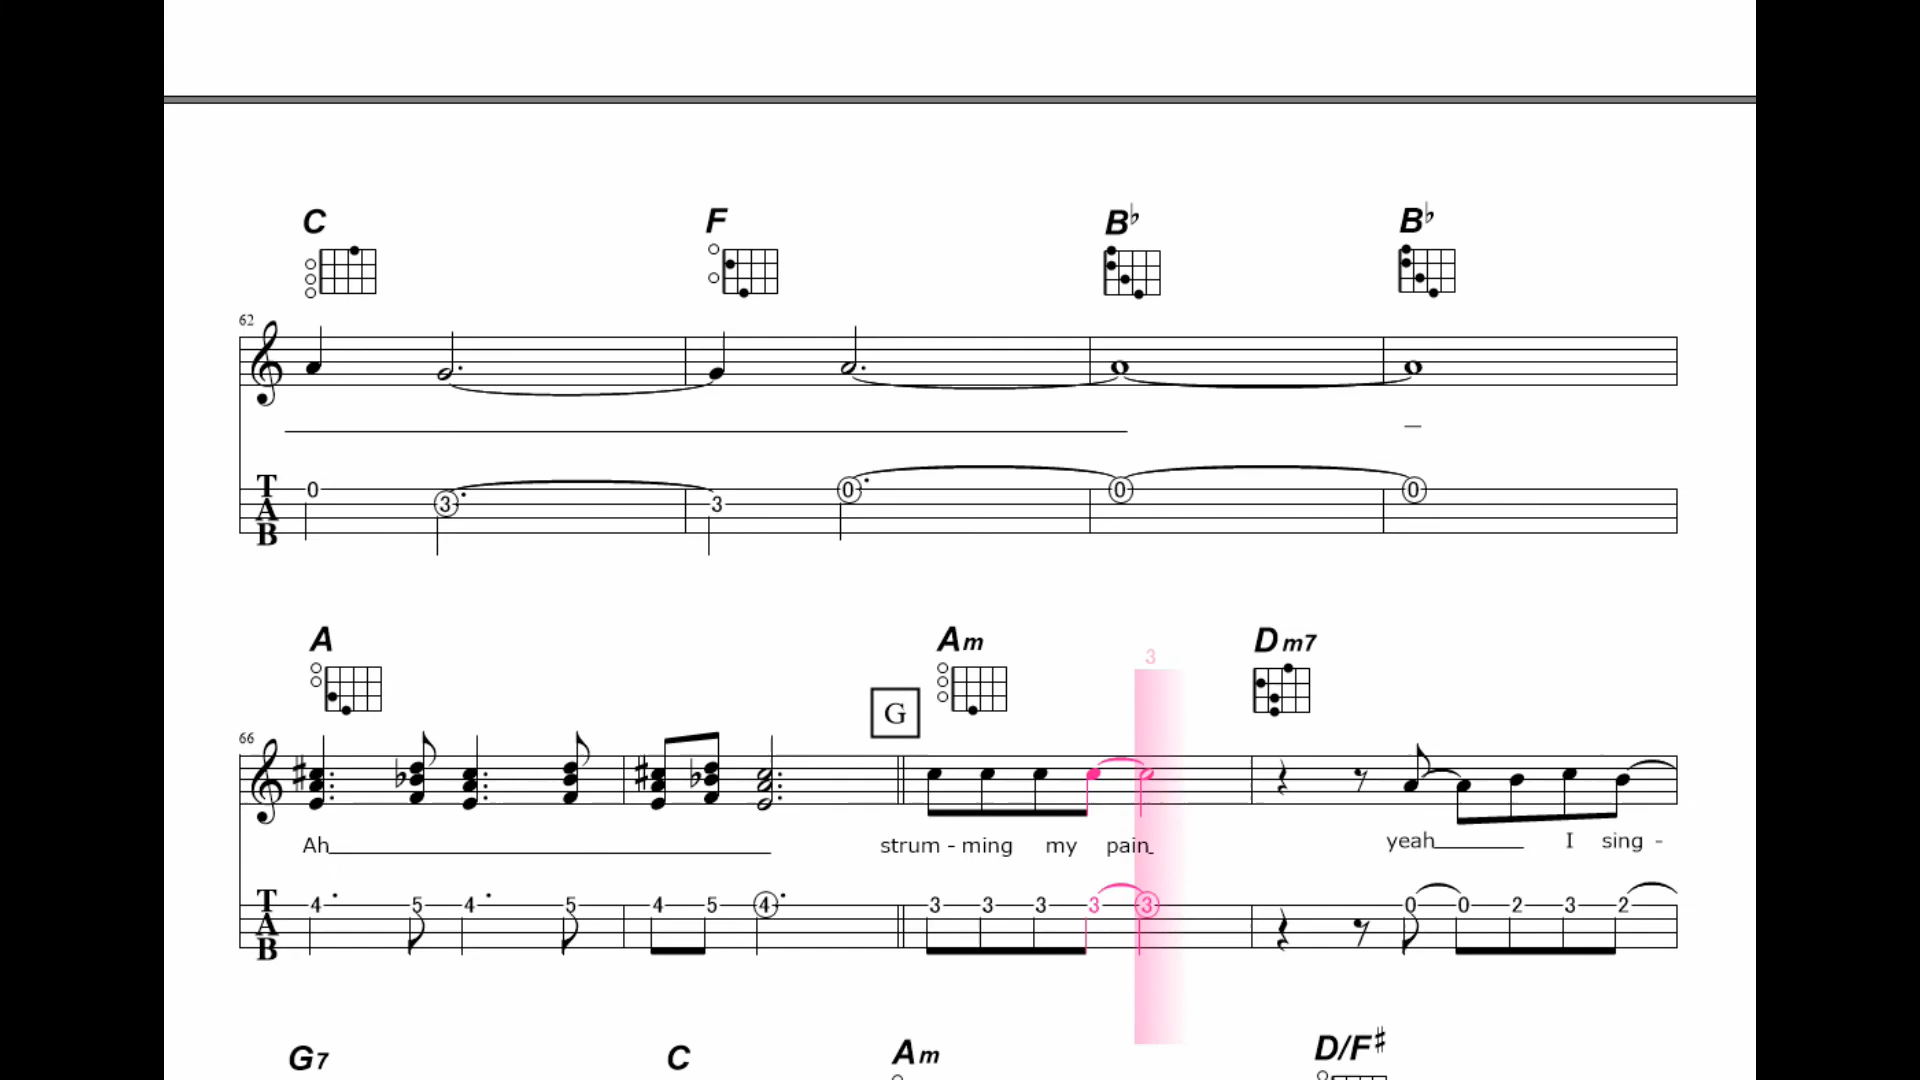 C F B♭ B♭
62
T 0 3 3 0 0 0
A
B
A Am Dm7
3
G
66
Ah strum - ming my pain yeah I sing -
T 4 5 4 5 4 5 4 3 3 3 3 3 0 0 2 3 2
A
B
G7 C Am D/F♯